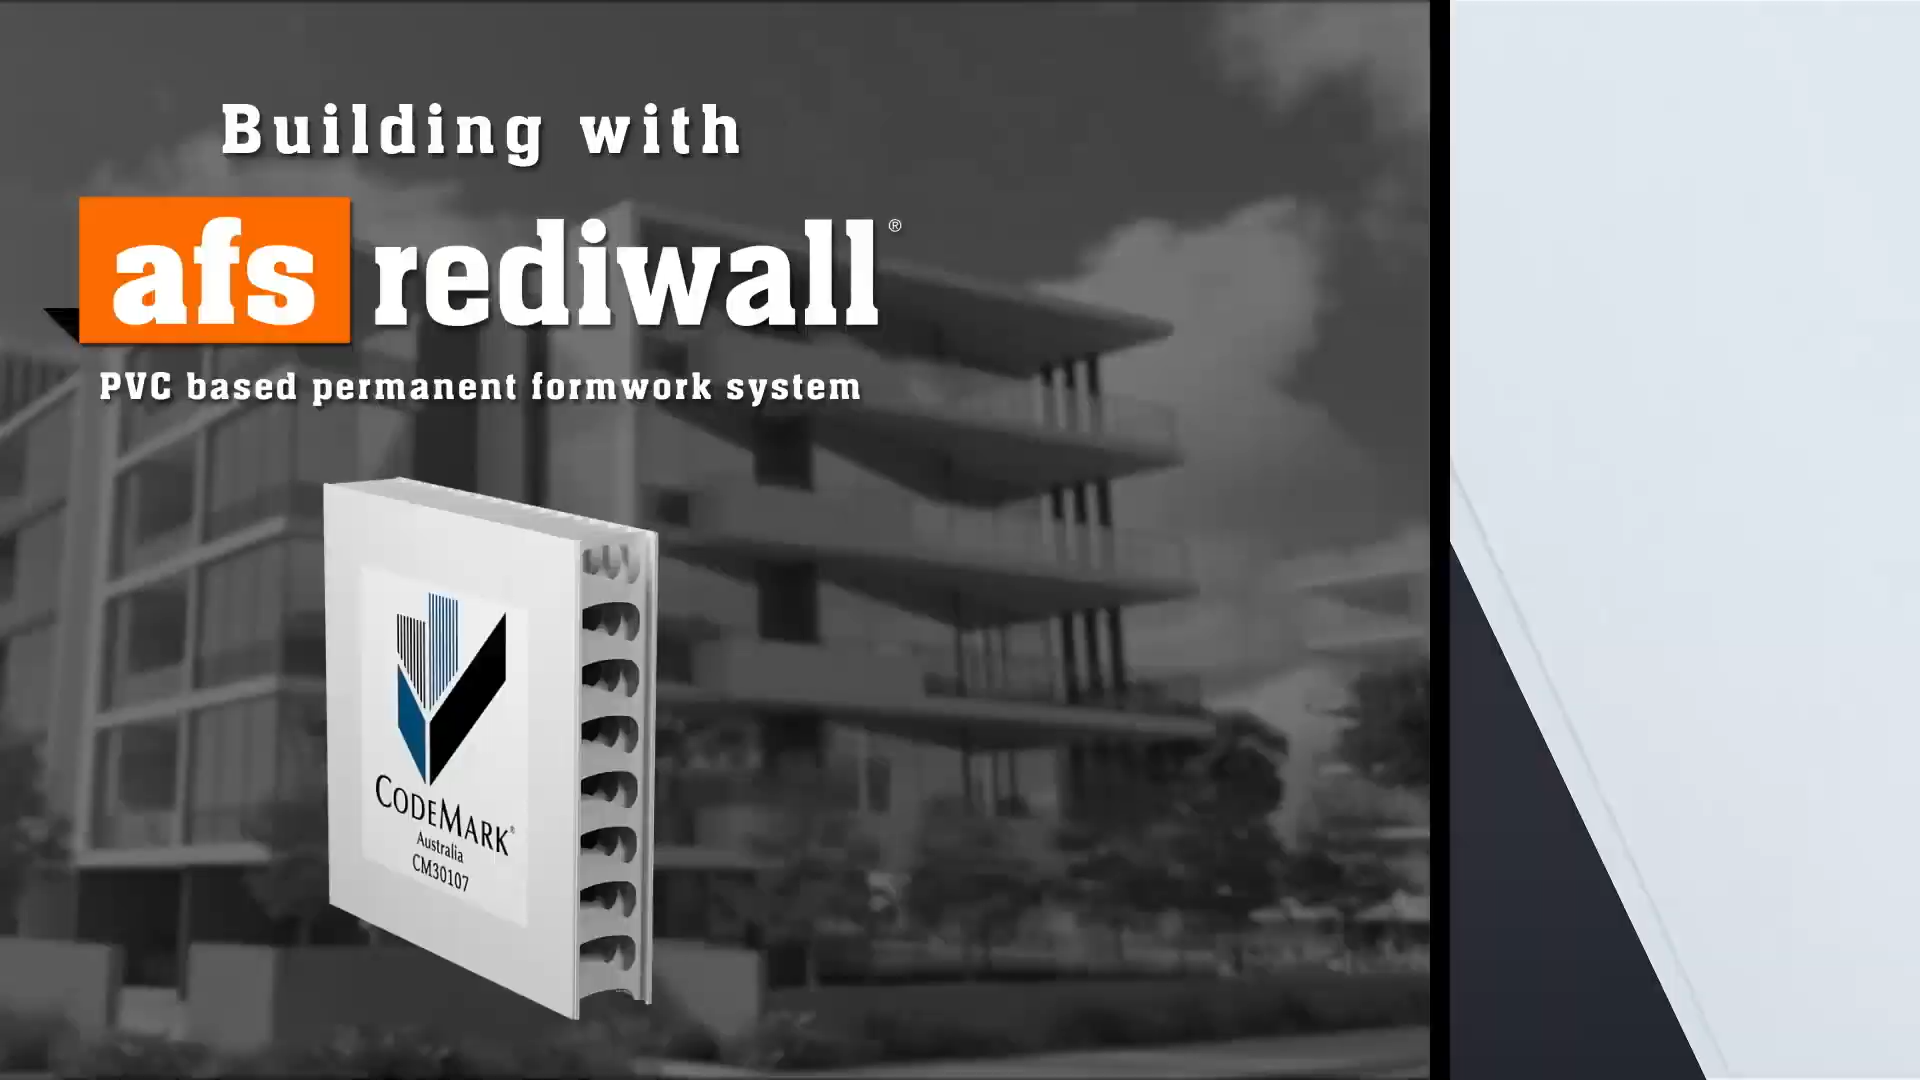 Building with
afs rediwall®
PVC based permanent formwork system
CODEMARK®
Australia
CM30107